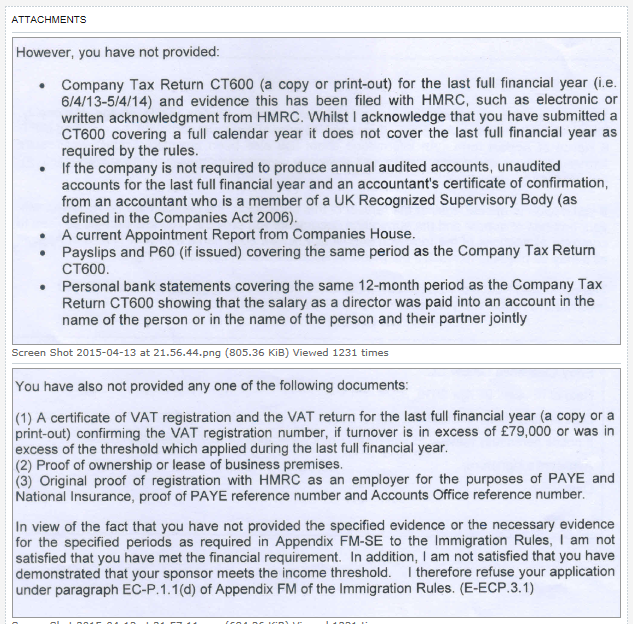 ATTACHMENTS
However, you have not provided:
• Company Tax Return CT600 (a copy or print-out) for the last full financial year (i.e.
6/4/13-5/4/14) and evidence this has been filed with HMRC, such as electronic or
written acknowledgment from HMRC. Whilst I acknowledge that you have submitted a
CT600 covering a full calendar year it does not cover the last full financial year as
required by the rules.
• If the company is not required to produce annual audited accounts, unaudited
accounts for the last full financial year and an accountant's certificate of confirmation,
from an accountant who is a member of a UK Recognized Supervisory Body (as
defined in the Companies Act 2006).
• A current Appointment Report from Companies House.
• Payslips and P60 (if issued) covering the same period as the Company Tax Return
CT600.
• Personal bank statements covering the same 12-month period as the Company Tax
Return CT600 showing that the salary as a director was paid into an account in the
name of the person or in the name of the person and their partner jointly
Screen Shot 2015-04-13 at 21.56.44.png (805.36 KiB) Viewed 1231 times
You have also not provided any one of the following documents:
(1) A certificate of VAT registration and the VAT return for the last full financial year (a copy or a
print-out) confirming the VAT registration number, if turnover is in excess of £79,000 or was in
excess of the threshold which applied during the last full financial year.
(2) Proof of ownership or lease of business premises.
(3) Original proof of registration with HMRC as an employer for the purposes of PAYE and
National Insurance, proof of PAYE reference number and Accounts Office reference number.
In view of the fact that you have not provided the specified evidence or the necessary evidence
for the specified periods as required in Appendix FM-SE to the Immigration Rules, I am not
satisfied that you have met the financial requirement. In addition, I am not satisfied that you have
demonstrated that your sponsor meets the income threshold. I therefore refuse your application
under paragraph EC-P.1.1(d) of Appendix FM of the Immigration Rules. (E-ECP.3.1)